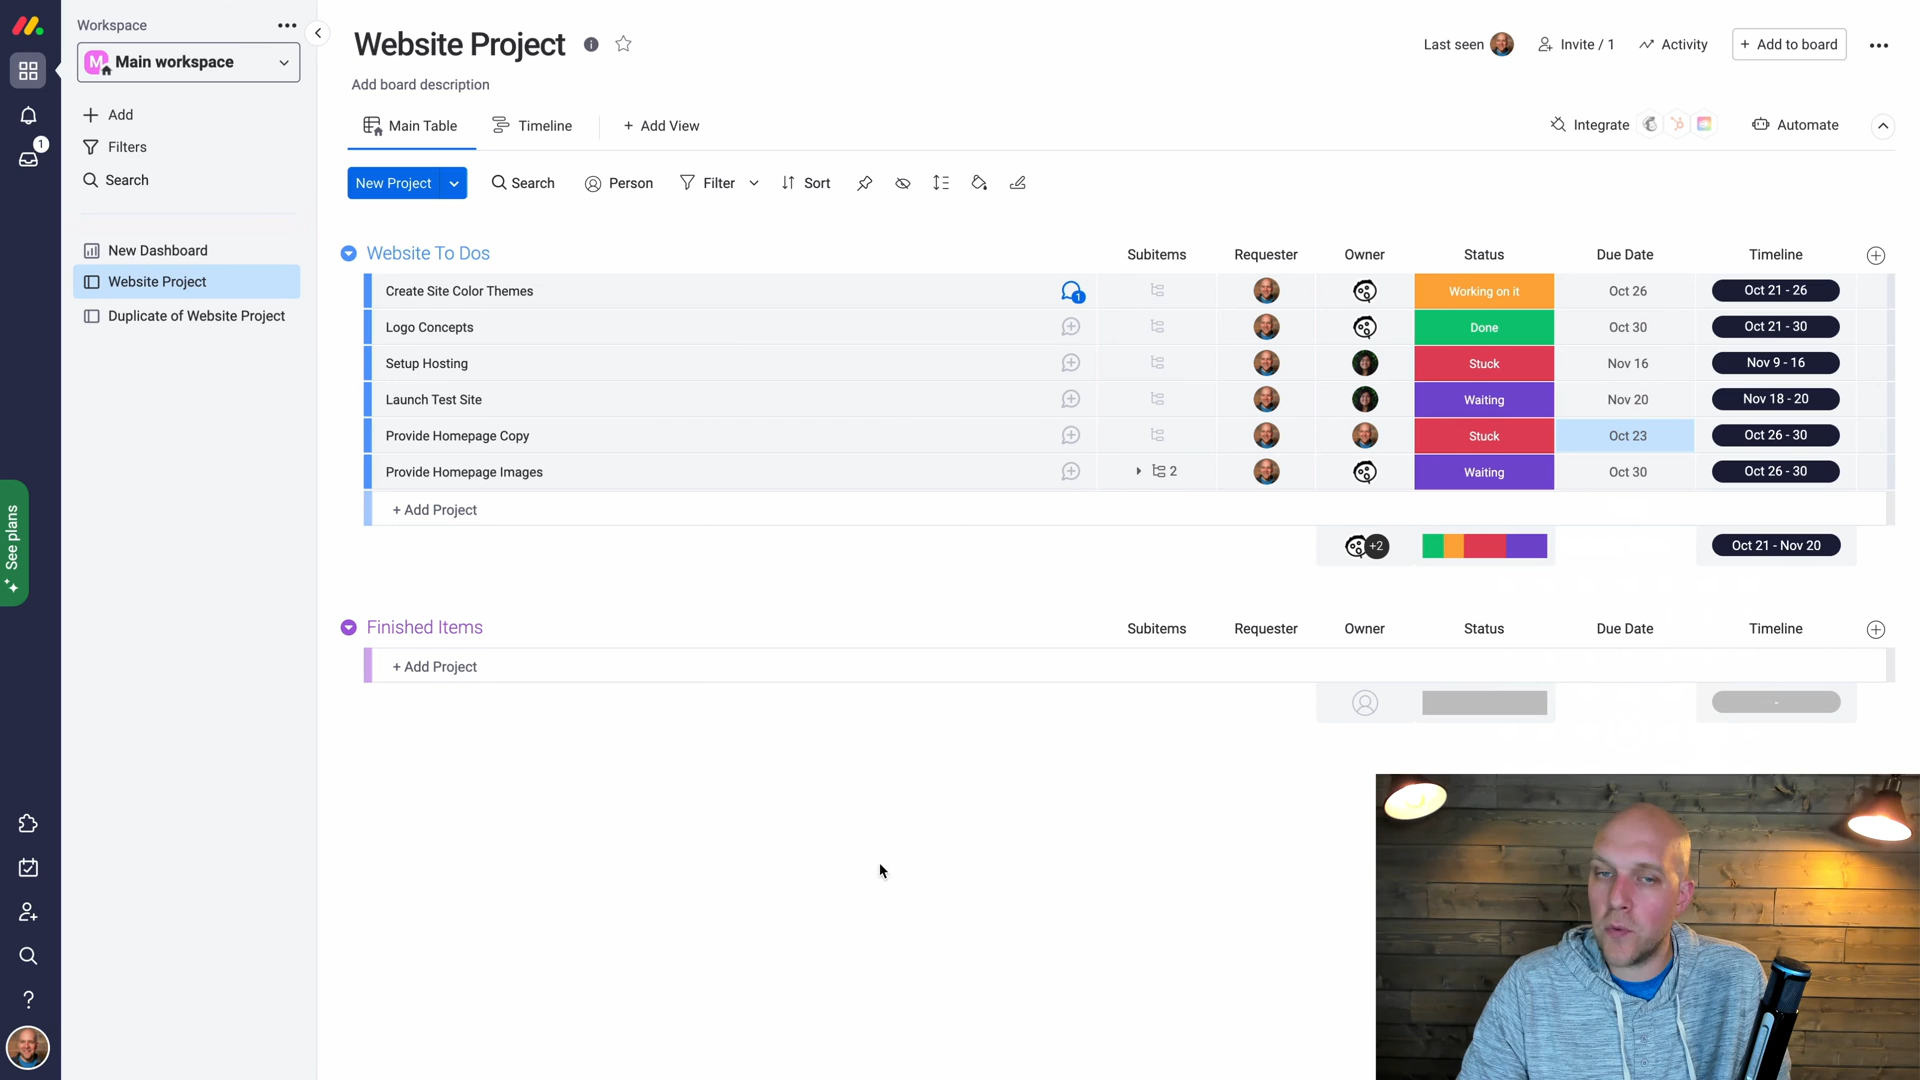 Workspace
M Main workspace
Add
Filters
Search
New Dashboard
Website Project
Duplicate of Website Project
1
See plans
?
Website Project
Last seen
Invite / 1
Activity
+ Add to board
Add board description
Main Table
Timeline
+ Add View
Integrate
Automate
New Project
Search
Person
Filter
Sort
Website To Dos Subitems Requester Owner Status Due Date Timeline
Create Site Color Themes 1 Working on it Oct 26 Oct 21 - 26
Logo Concepts Done Oct 30 Oct 21 - 30
Setup Hosting Stuck Nov 16 Nov 9 - 16
Launch Test Site Waiting Nov 20 Nov 18 - 20
Provide Homepage Copy Stuck Oct 23 Oct 26 - 30
Provide Homepage Images 2 Waiting Oct 30 Oct 26 - 30
+ Add Project
+2 Oct 21 - Nov 20
Finished Items Subitems Requester Owner Status Due Date Timeline
+ Add Project
-